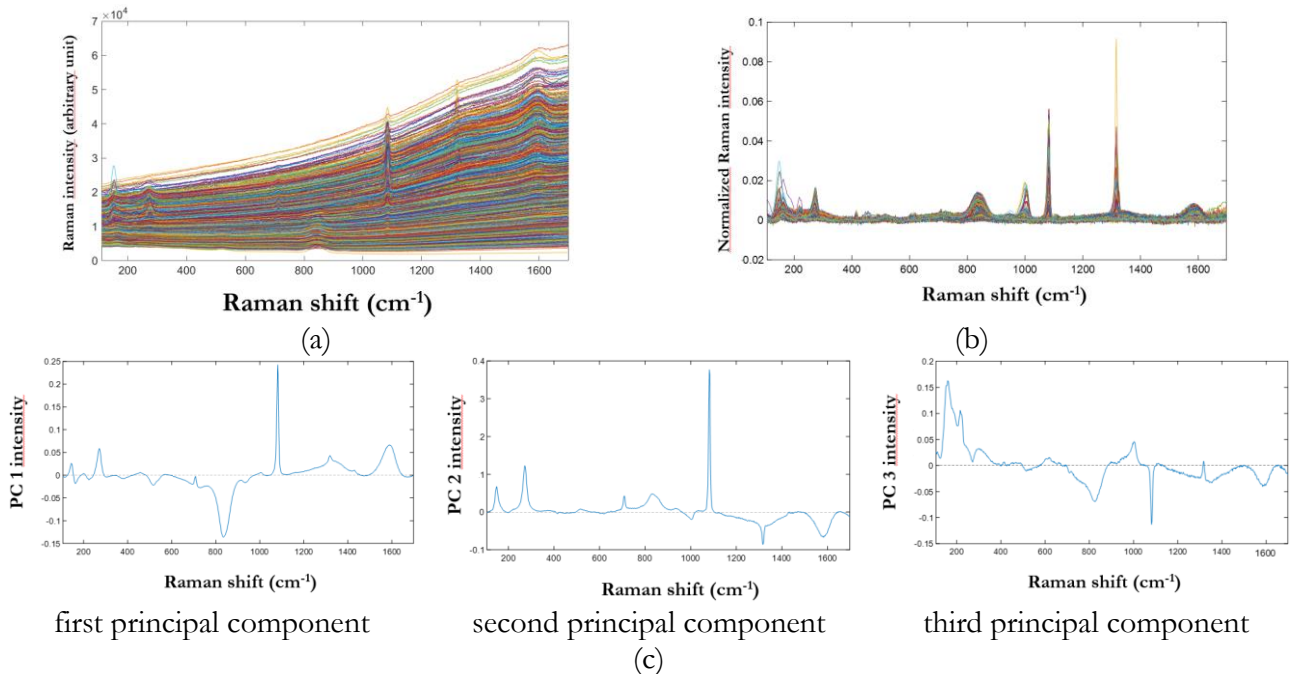 7 ×10⁴
6
5
4
3
2
1
0
Raman intensity (arbitrary unit)
200 400 600 800 1000 1200 1400 1600
Raman shift (cm-1)
(a)
0.1
0.08
0.06
0.04
0.02
0
-0.02
Normalized Raman intensity
200 400 600 800 1000 1200 1400 1600
Raman shift (cm-1)
(b)
0.25
0.2
0.15
0.1
0.05
0
-0.05
-0.1
-0.15
PC 1 intensity
200 400 600 800 1000 1200 1400 1600
Raman shift (cm-1)
first principal component
0.4
3
2
0.1
0
-0.1
PC 2 intensity
200 400 600 800 1000 1200 1400 1600
Raman shift (cm-1)
second principal component
0.2
0.15
0.1
0.05
0
-0.05
-0.1
-0.15
PC 3 intensity
200 400 600 800 1000 1200 1400 1600
Raman shift (cm-1)
third principal component
(c)